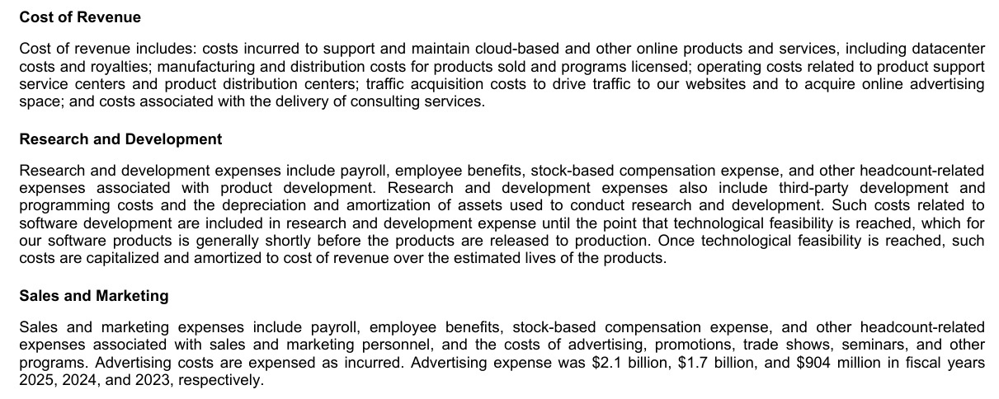 Cost of Revenue
Cost of revenue includes: costs incurred to support and maintain cloud-based and other online products and services, including datacenter
costs and royalties; manufacturing and distribution costs for products sold and programs licensed; operating costs related to product support
service centers and product distribution centers; traffic acquisition costs to drive traffic to our websites and to acquire online advertising
space; and costs associated with the delivery of consulting services.
Research and Development
Research and development expenses include payroll, employee benefits, stock-based compensation expense, and other headcount-related
expenses associated with product development. Research and development expenses also include third-party development and
programming costs and the depreciation and amortization of assets used to conduct research and development. Such costs related to
software development are included in research and development expense until the point that technological feasibility is reached, which for
our software products is generally shortly before the products are released to production. Once technological feasibility is reached, such
costs are capitalized and amortized to cost of revenue over the estimated lives of the products.
Sales and Marketing
Sales and marketing expenses include payroll, employee benefits, stock-based compensation expense, and other headcount-related
expenses associated with sales and marketing personnel, and the costs of advertising, promotions, trade shows, seminars, and other
programs. Advertising costs are expensed as incurred. Advertising expense was $2.1 billion, $1.7 billion, and $904 million in fiscal years
2025, 2024, and 2023, respectively.